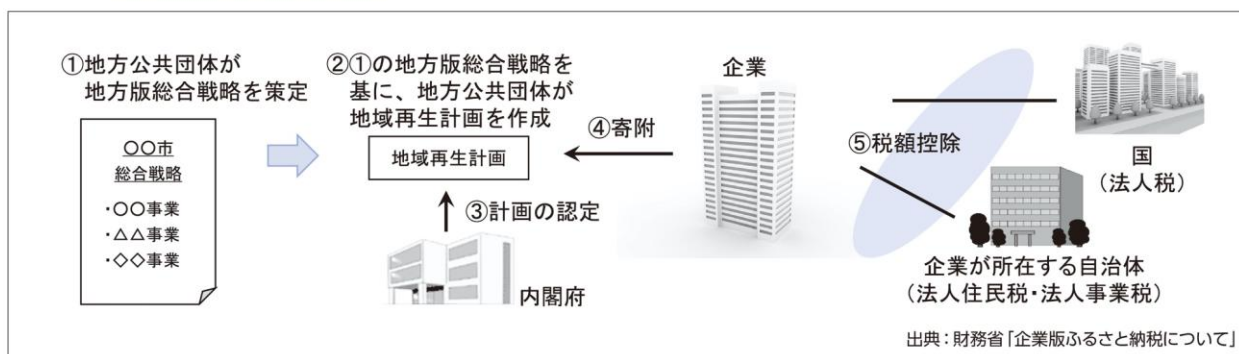 ①地方公共団体が
地方版総合戦略を策定
〇〇市
総合戦略
・〇〇事業
・△△事業
・◇◇事業
②①の地方版総合戦略を
基に、地方公共団体が
地域再生計画を作成
地域再生計画
③計画の認定
内閣府
④寄附
企業
⑤税額控除
国
（法人税）
企業が所在する自治体
（法人住民税・法人事業税）
出典：財務省「企業版ふるさと納税について」